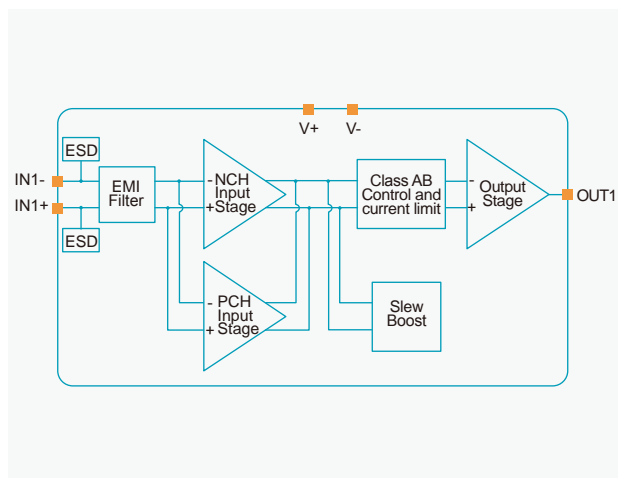 V+
V-
ESD
IN1-
IN1+
ESD
EMI
Filter
-NCH
Input
+Stage
Class AB
Control and
current limit
-
+
Output
Stage
OUT1
- PCH
Input
+ Stage
Slew
Boost